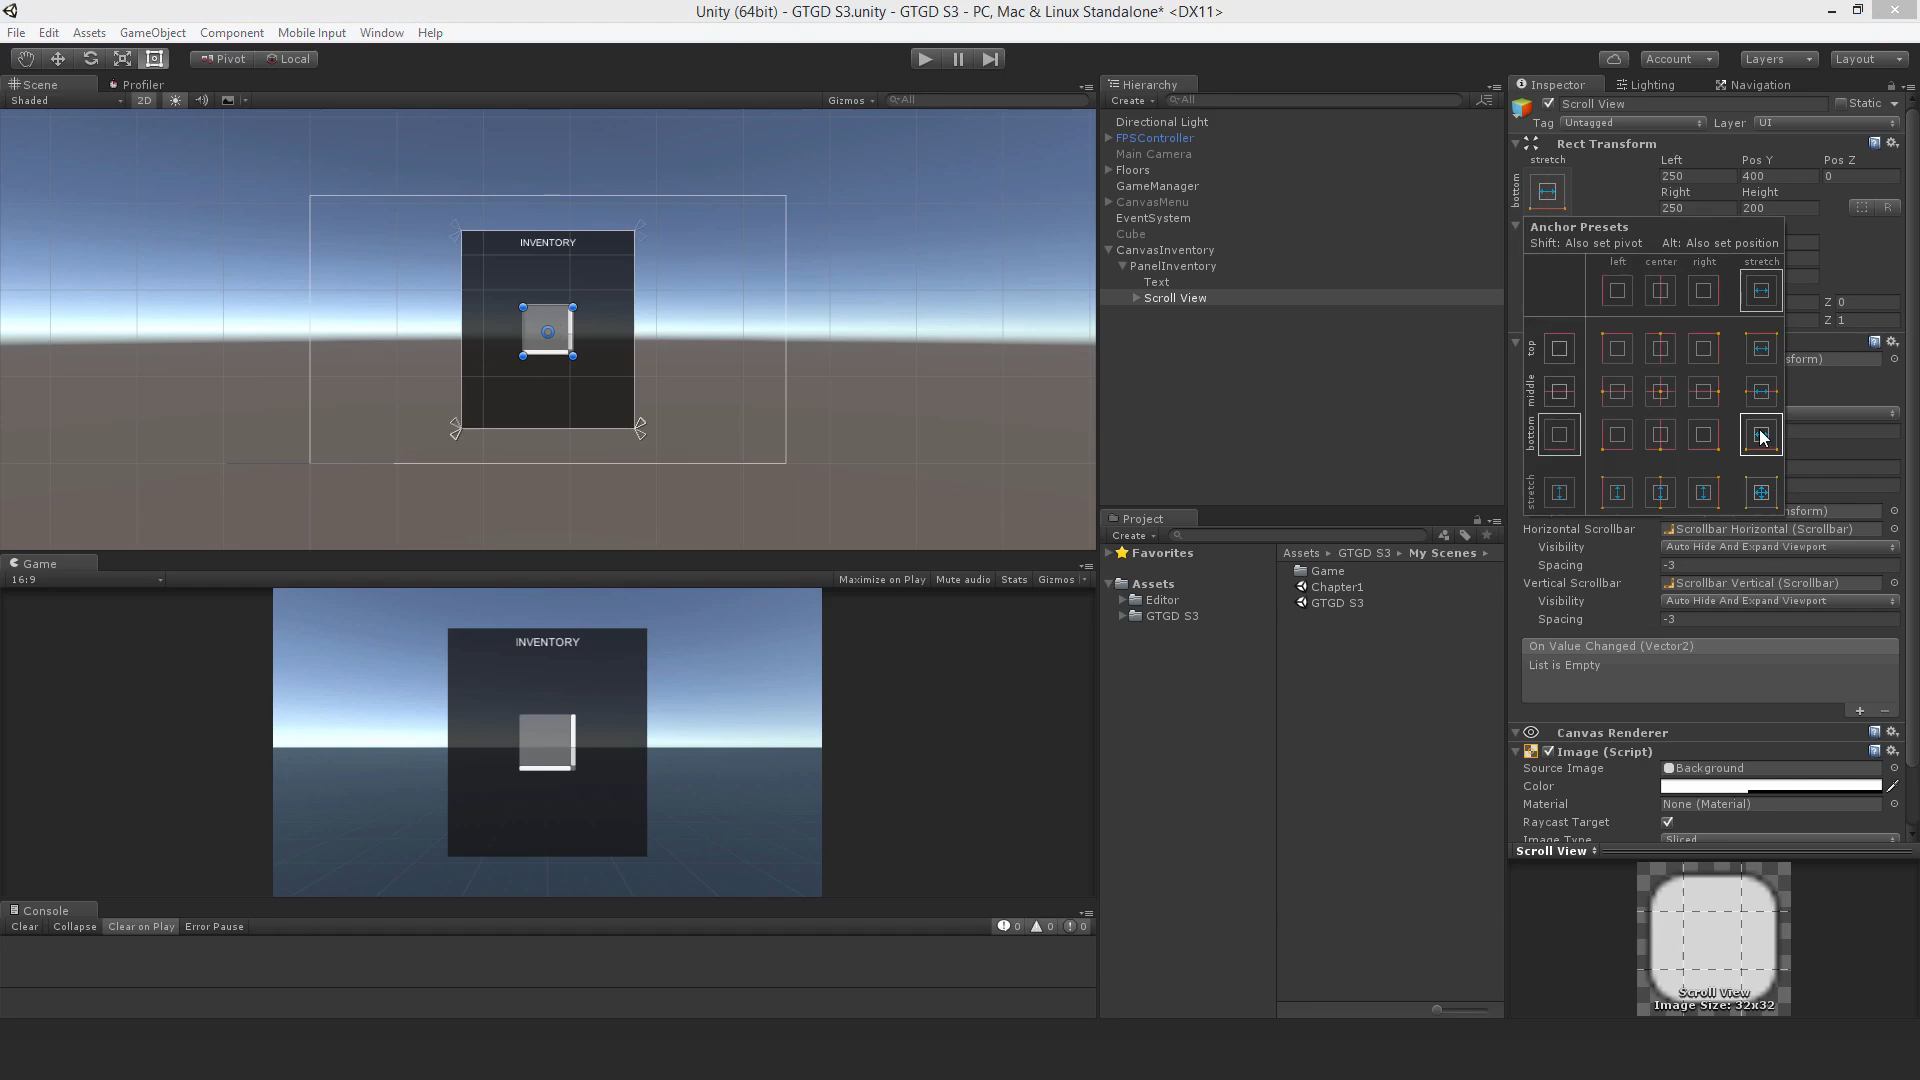 Unity (64bit) - GTGD S3.unity - GTGD S3 - PC, Mac & Linux Standalone* <DX11>
File Edit Assets GameObject Component Mobile Input Window Help
Pivot Local Account Layers Layout
Scene Profiler
Shaded 2D Gizmos All
INVENTORY
Hierarchy
Create All
Directional Light
FPSController
Main Camera
Floors
GameManager
CanvasMenu
EventSystem
Cube
CanvasInventory
PanelInventory
Text
Scroll View
Inspector Lighting Navigation
Scroll View Static
Tag Untagged Layer UI
Rect Transform
stretch Left Pos Y Pos Z
bottom 250 400 0
Right Height
250 200 R
Anchor Presets
Shift: Also set pivot Alt: Also set position
left center right stretch
Z 0
Z 1
top
sform)
middle
bottom
stretch
nsform)
Horizontal Scrollbar Scrollbar Horizontal (Scrollbar)
Visibility Auto Hide And Expand Viewport
Spacing -3
Vertical Scrollbar Scrollbar Vertical (Scrollbar)
Visibility Auto Hide And Expand Viewport
Spacing -3
On Value Changed (Vector2)
List is Empty
+ −
Canvas Renderer
Image (Script)
Source Image Background
Color
Material None (Material)
Raycast Target
Image Type Sliced
Scroll View
Scroll View
Image Size: 32x32
Game
16:9 Maximize on Play Mute audio Stats Gizmos
INVENTORY
Project
Create
Favorites
Assets
Editor
GTGD S3
Assets GTGD S3 My Scenes
Game
Chapter1
GTGD S3
Console
Clear Collapse Clear on Play Error Pause 0 0 0